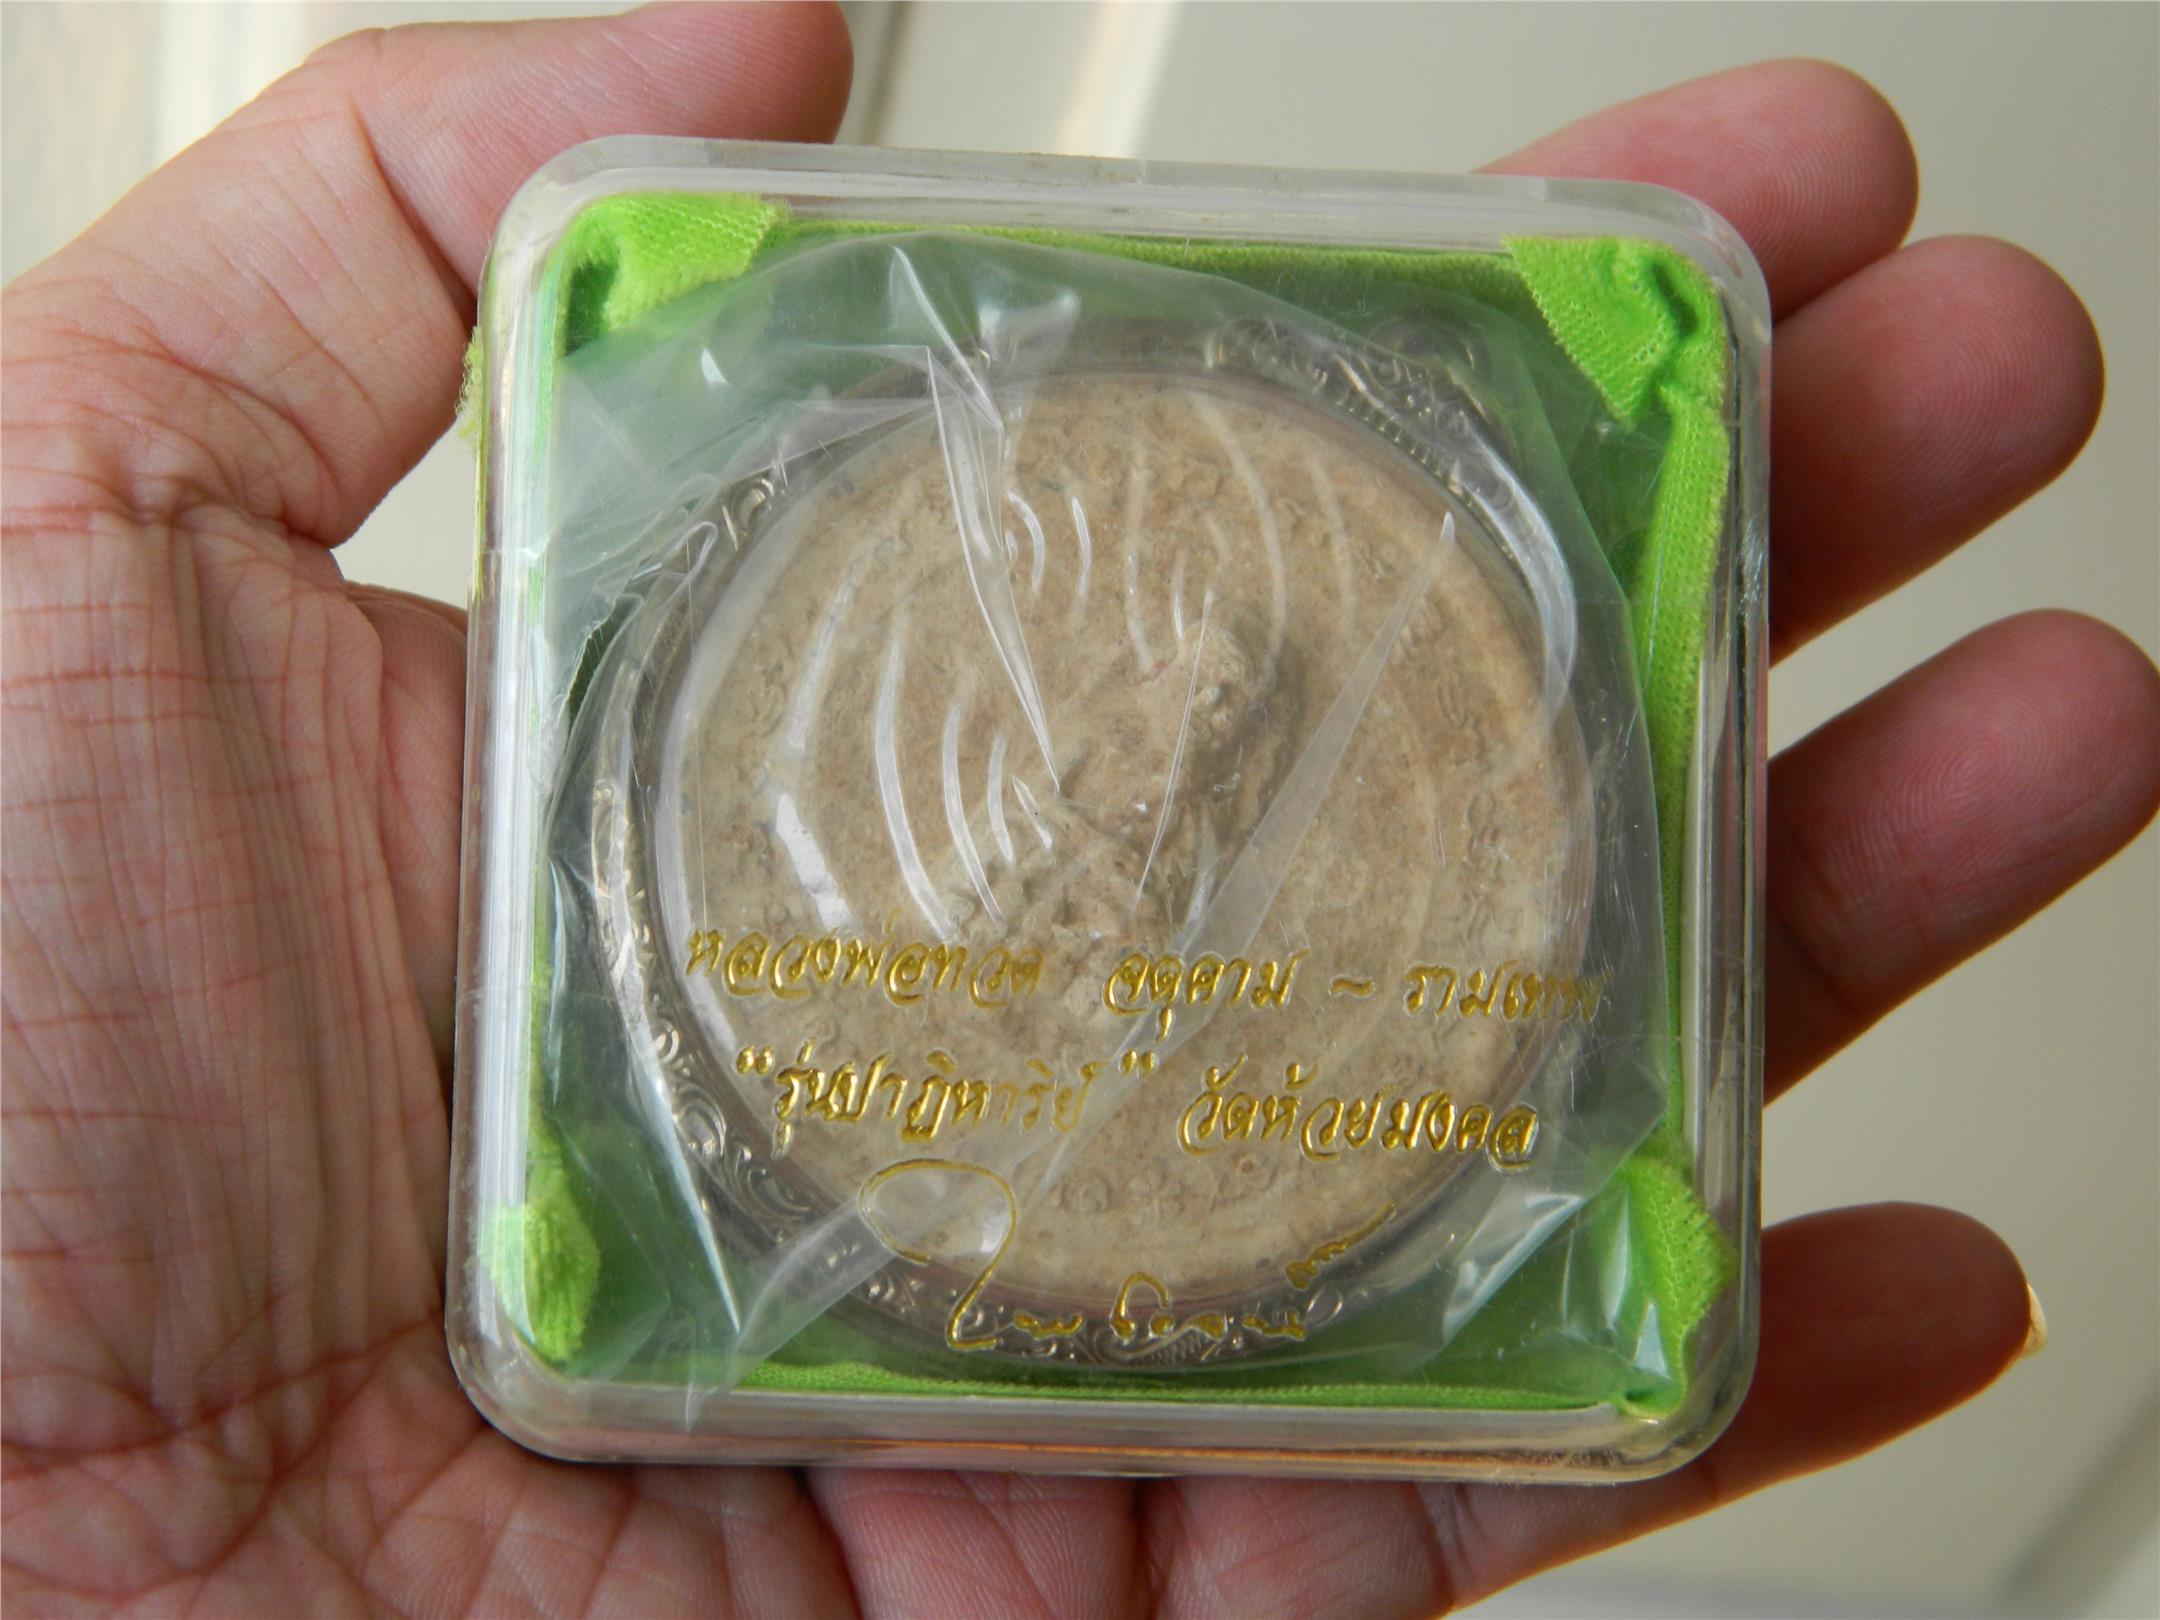 หลวงพ่อทวด จตุคาม ~ รามเทพ
“รุ่นปาฏิหาริย์” วัดห้วยมงคล